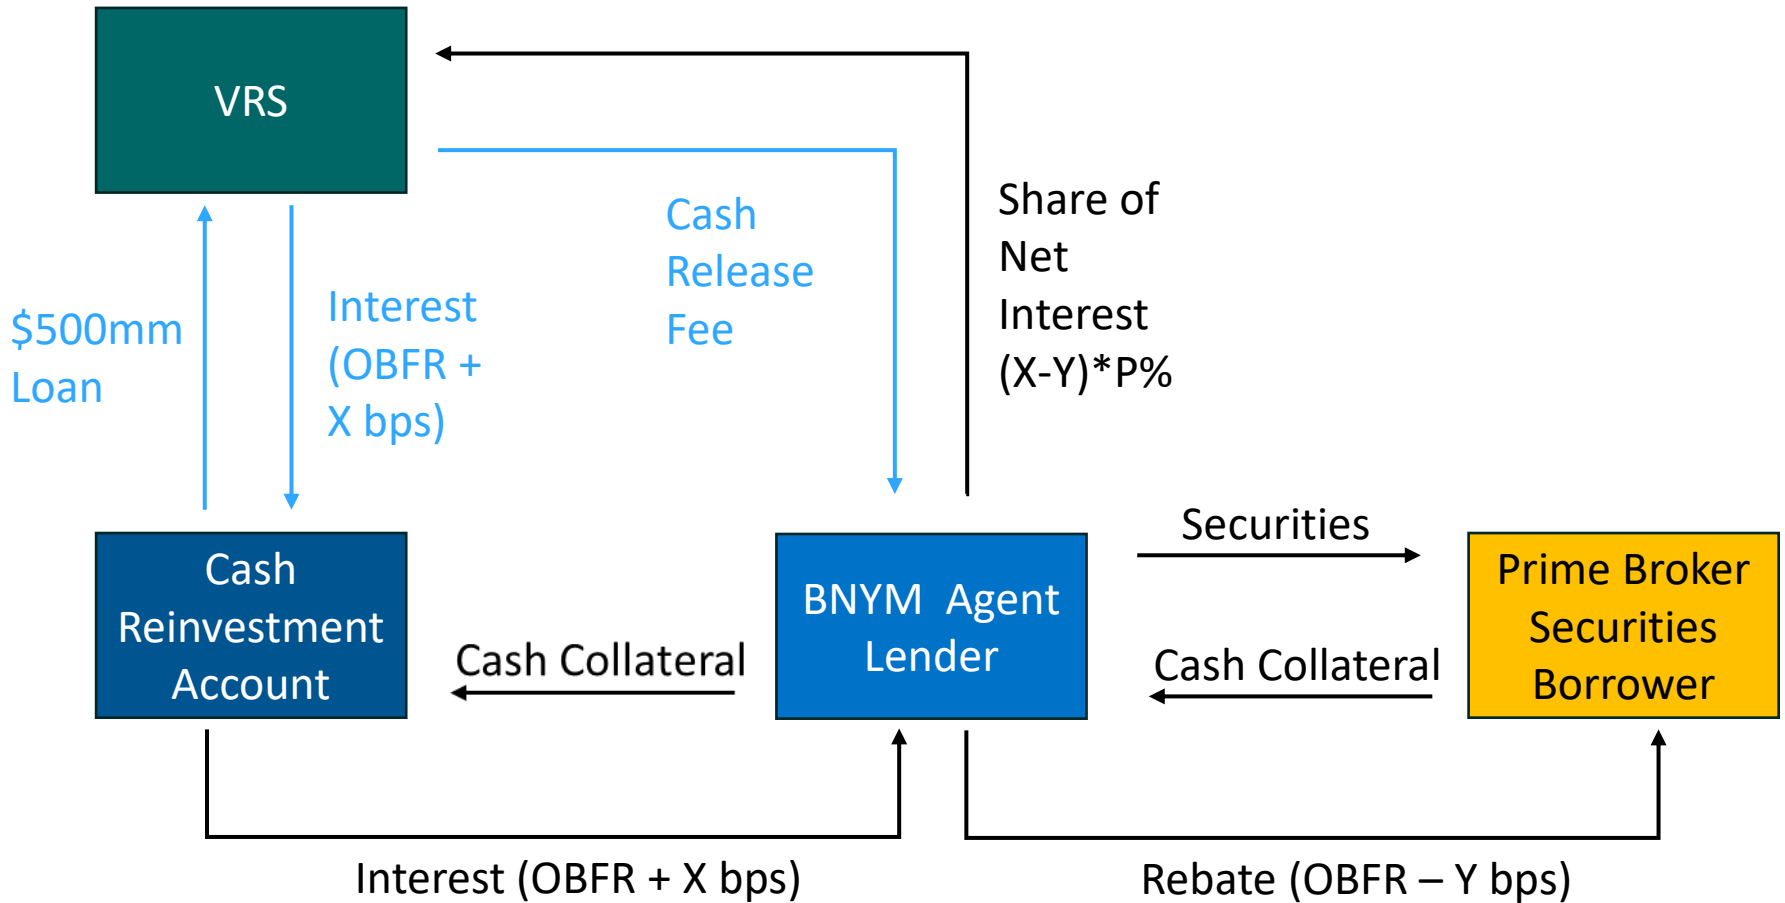 VRS
$500mm
Loan
Interest
(OBFR +
X bps)
Cash
Release
Fee
Share of
Net
Interest
(X-Y)*P%
Cash
Reinvestment
Account
Cash Collateral
BNYM  Agent
Lender
Securities
Cash Collateral
Prime Broker
Securities
Borrower
Interest (OBFR + X bps)
Rebate (OBFR – Y bps)